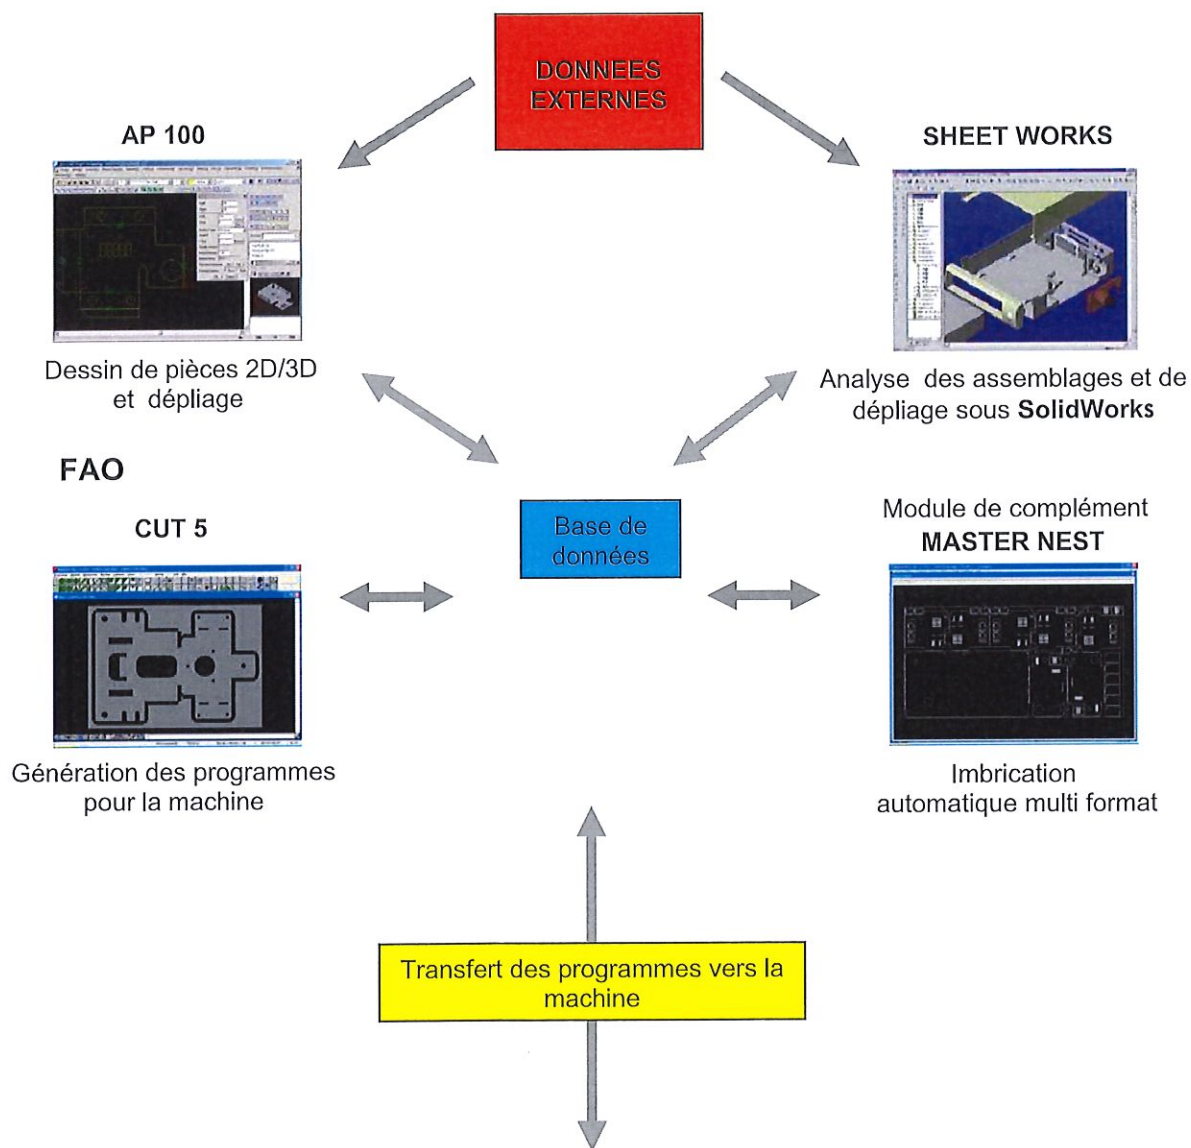 DONNEES
EXTERNES
AP 100
SHEET WORKS
Dessin de pièces 2D/3D
et dépliage
Analyse des assemblages et de
dépliage sous SolidWorks
FAO
CUT 5
Base de
données
Module de complément
MASTER NEST
Génération des programmes
pour la machine
Imbrication
automatique multi format
Transfert des programmes vers la
machine